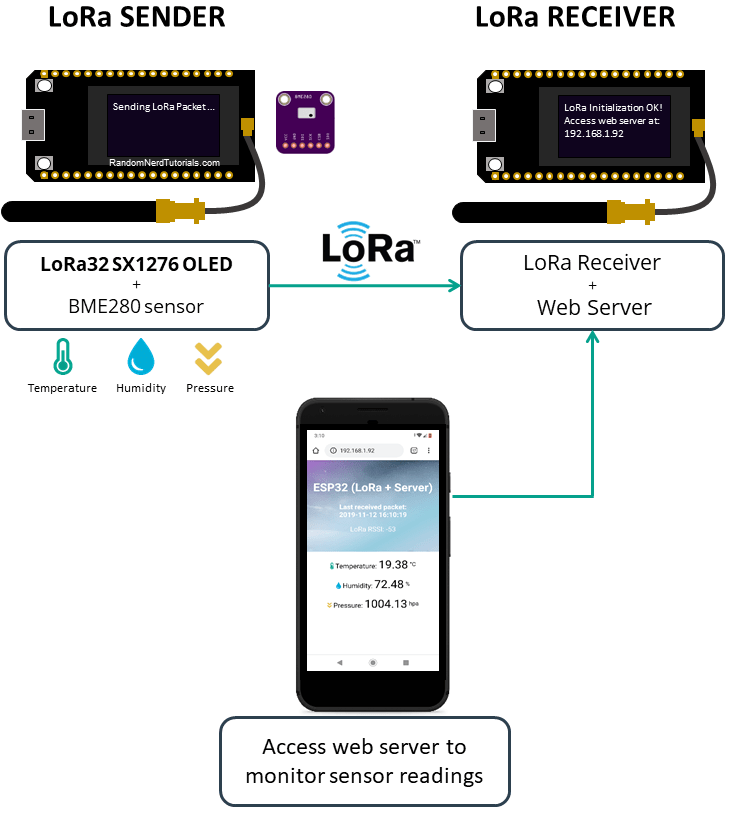 LoRa SENDER
LoRa RECEIVER
Sending LoRa Packet ...
RandomNerdTutorials.com
BME280
LoRa Initialization OK!
Access web server at:
192.168.1.92
LoRa32 SX1276 OLED
+
BME280 sensor
LoRa™
LoRa Receiver
+
Web Server
Temperature
Humidity
Pressure
5:10
192.168.1.92
ESP32 (LoRa + Server)
Last received packet:
2019-11-12 16:10:19
LoRa RSSI: -53
Temperature: 19.38 °C
Humidity: 72.48 %
Pressure: 1004.13 hpa
Access web server to
monitor sensor readings